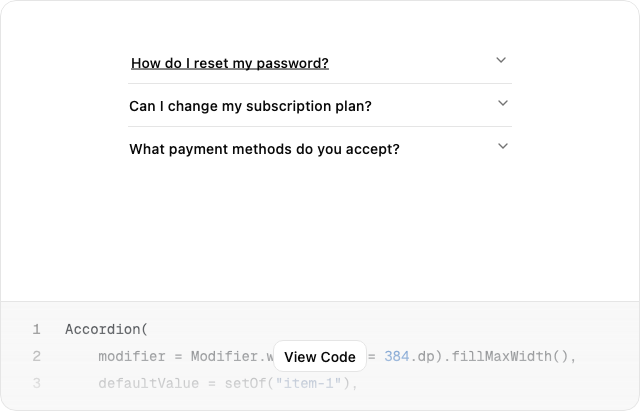 How do I reset my password?
Can I change my subscription plan?
What payment methods do you accept?
1 Accordion(
2 modifier = Modifier.w = 384.dp).fillMaxWidth(),
View Code
3 defaultValue = setOf("item-1"),